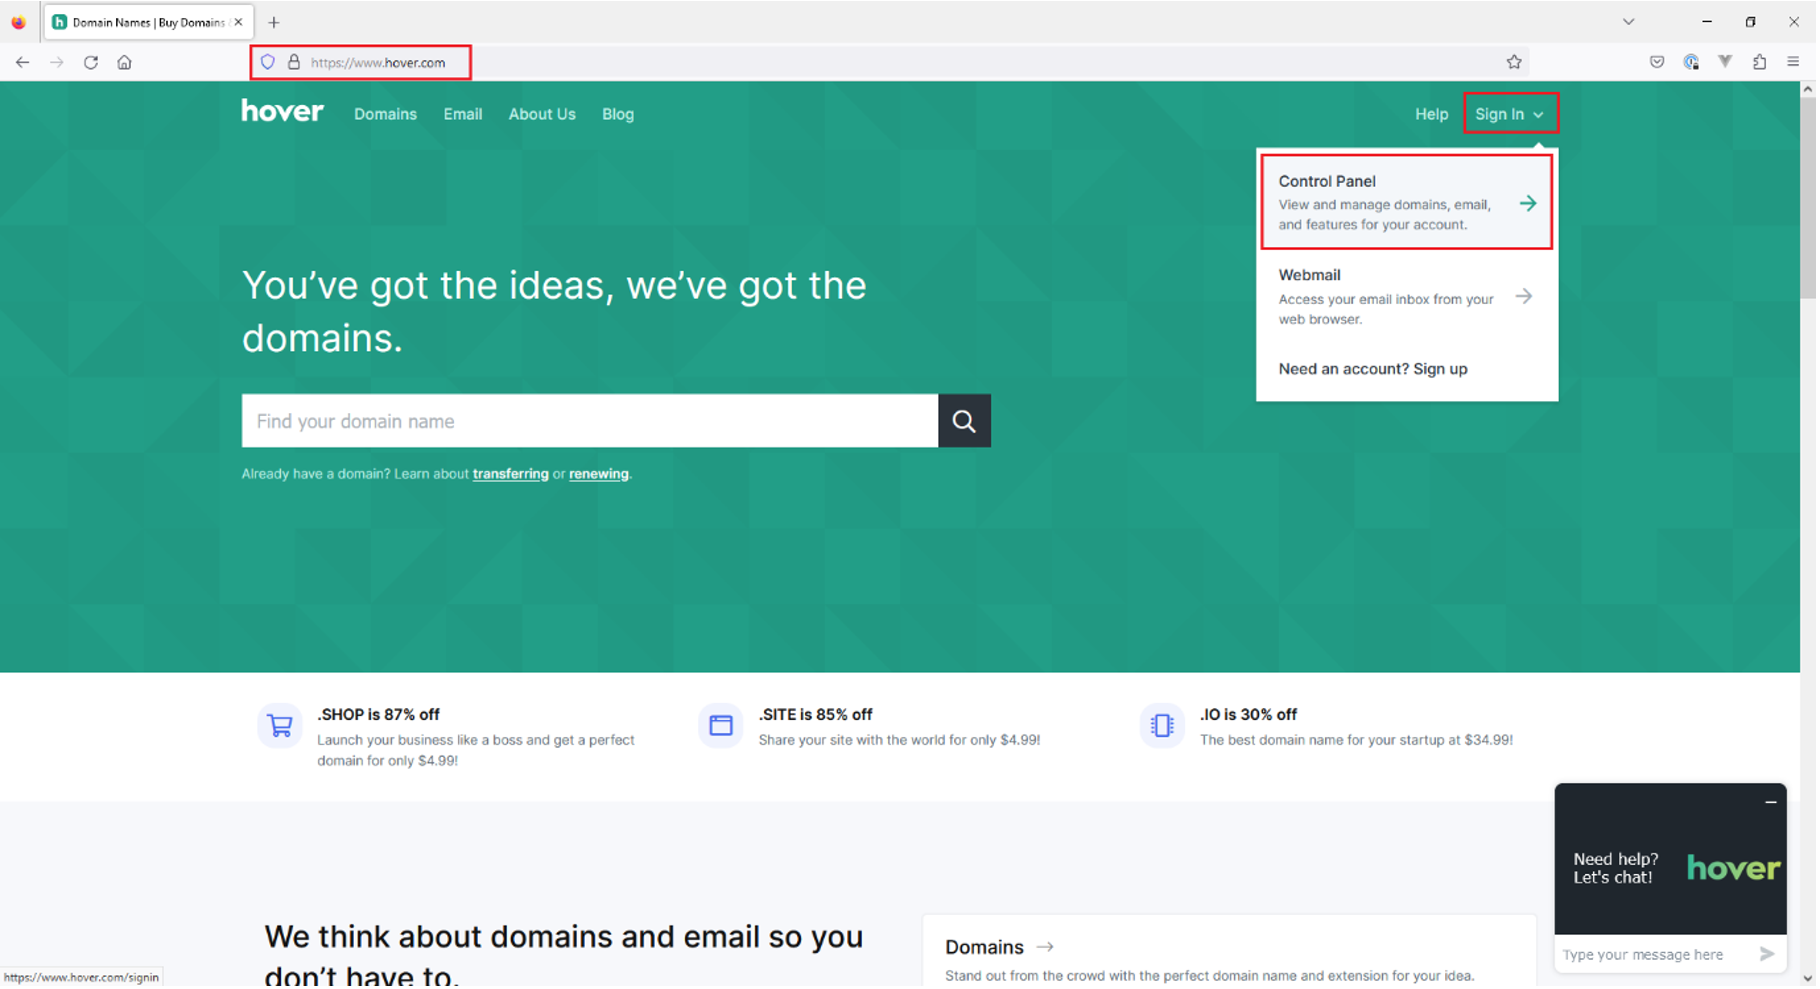 Domain Names | Buy Domains /
https://www.hover.com
hover Domains Email About Us Blog
Help Sign In
Control Panel
View and manage domains, email,
and features for your account.
Webmail
Access your email inbox from your
web browser.
Need an account? Sign up
You’ve got the ideas, we’ve got the
domains.
Find your domain name
Already have a domain? Learn about transferring or renewing.
.SHOP is 87% off
Launch your business like a boss and get a perfect
domain for only $4.99!
.SITE is 85% off
Share your site with the world for only $4.99!
.IO is 30% off
The best domain name for your startup at $34.99!
We think about domains and email so you
don’t have to.
Domains
Stand out from the crowd with the perfect domain name and extension for your idea.
Need help?
Let's chat!
hover
Type your message here
https://www.hover.com/signin